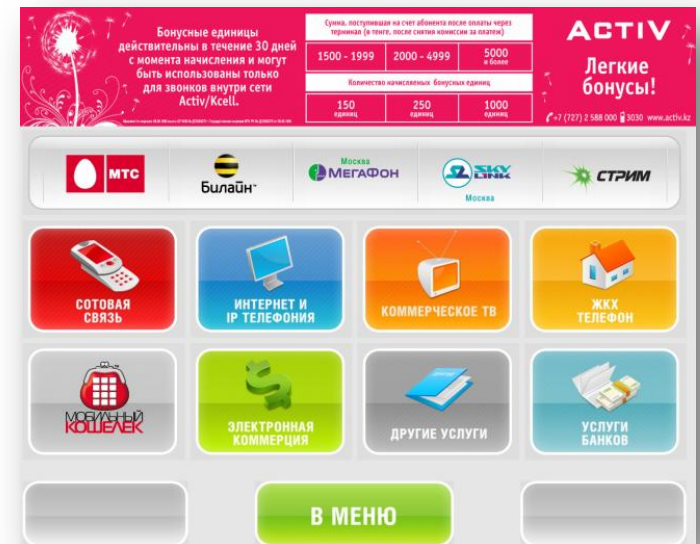 Бонусные единицы
действительны в течение 30 дней
с момента начисления и могут
быть использованы только
для звонков внутри сети
Activ/Kcell.
Сумма, поступившая на счет абонента после оплаты через
терминал (в тенге, после снятия комиссии за платеж)
1500 - 1999 2000 - 4999 5000
и более
Количество начисляемых бонусных единиц
150 250 1000
единиц единиц единиц
ACTIV
Легкие
бонусы!
+7 (727) 2 588 000 3030 www.activ.kz
МТС
Билайн
Москва
МЕГАФОН
SKY
LINK
Москва
СТРИМ
СОТОВАЯ
СВЯЗЬ
ИНТЕРНЕТ И
IP ТЕЛЕФОНИЯ
КОММЕРЧЕСКОЕ ТВ
ЖКХ
ТЕЛЕФОН
МОБИЛЬНЫЙ
КОШЕЛЕК
ЭЛЕКТРОННАЯ
КОММЕРЦИЯ
ДРУГИЕ УСЛУГИ
УСЛУГИ
БАНКОВ
В МЕНЮ